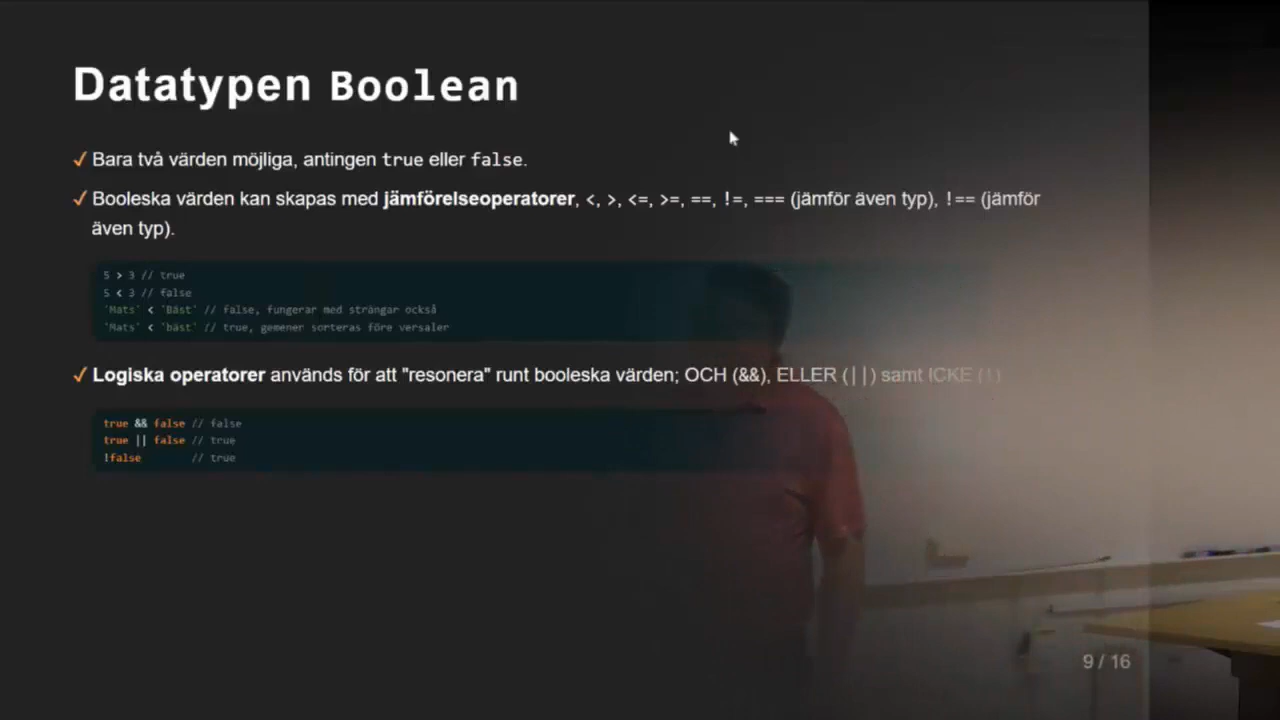 Datatypen Boolean
✓ Bara två värden möjliga, antingen true eller false.
✓ Booleska värden kan skapas med jämförelseoperatorer, <, >, <=, >=, ==, !=, === (jämför även typ), !== (jämför
även typ).
5 > 3 // true
5 < 3 // false
'Mats' < 'Bäst' // false, fungerar med strängar också
'Mats' < 'bäst' // true, gemener sorteras före versaler
✓ Logiska operatorer används för att "resonera" runt booleska värden; OCH (&&), ELLER (||) samt ICKE (!)
true && false // false
true || false // true
!false // true
9 / 16